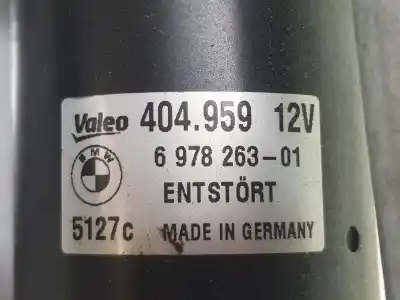 Valeo 404.959 12V
BMW 6 978 263-01
ENTSTÖRT
5127c MADE IN GERMANY